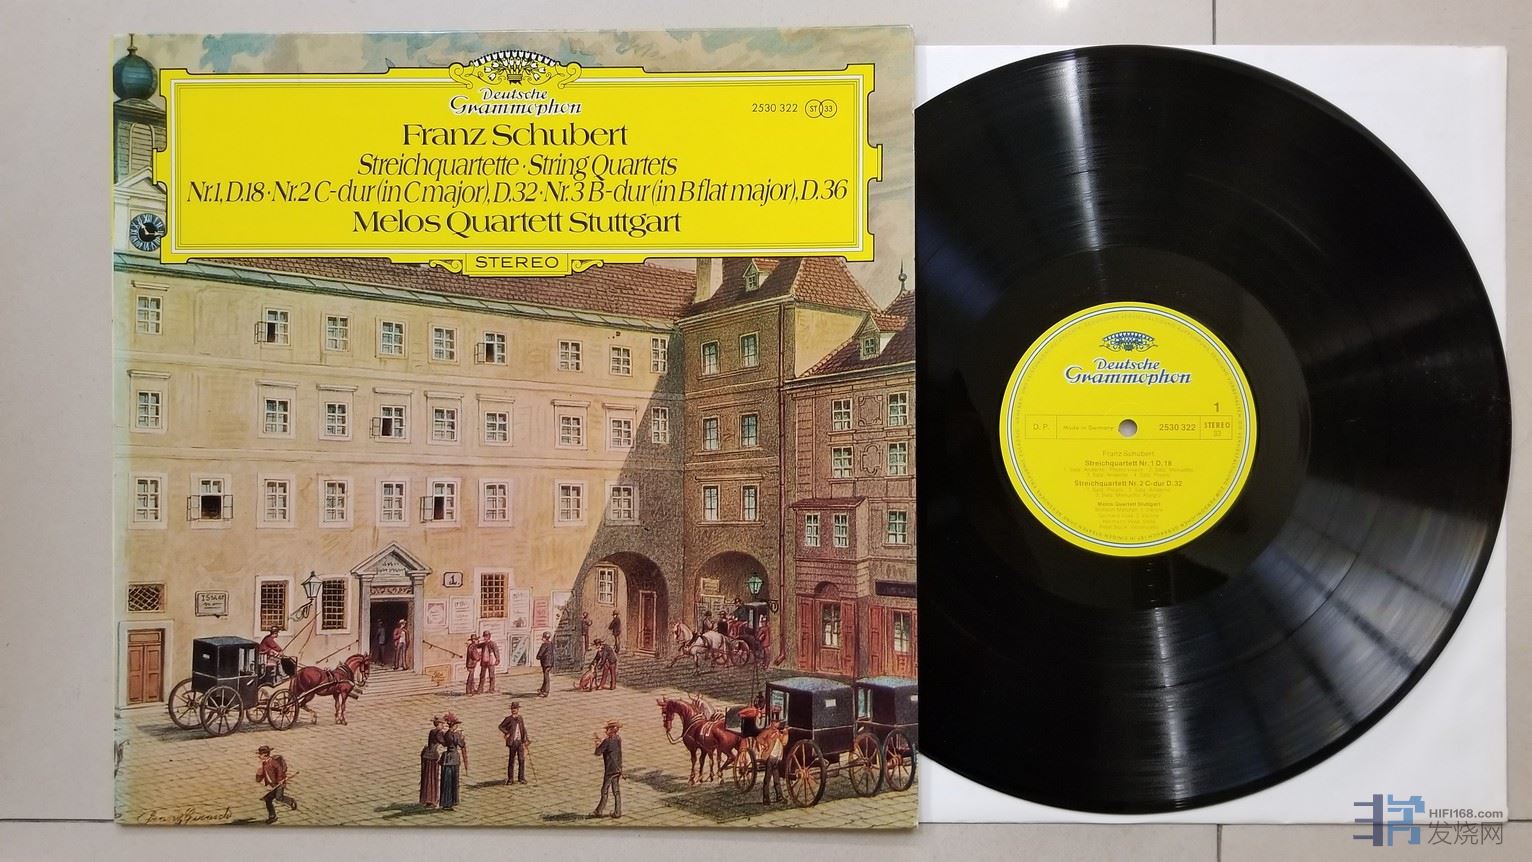 Deutsche
Grammophon
2530 322 ST 33
Franz Schubert
Streichquartette · String Quartets
Nr.1, D.18 · Nr.2 C-dur (in C major), D.32 · Nr.3 B-dur (in B flat major), D.36
Melos Quartett Stuttgart
STEREO
1.
Deutsche
Grammophon
1
D. P. Made in Germany 2530 322 STEREO
33
Franz Schubert
Streichquartett Nr. 1 D. 18
Streichquartett Nr. 2 C-dur D. 32
Melos Quartett Stuttgart
HIFI168.com
发烧网